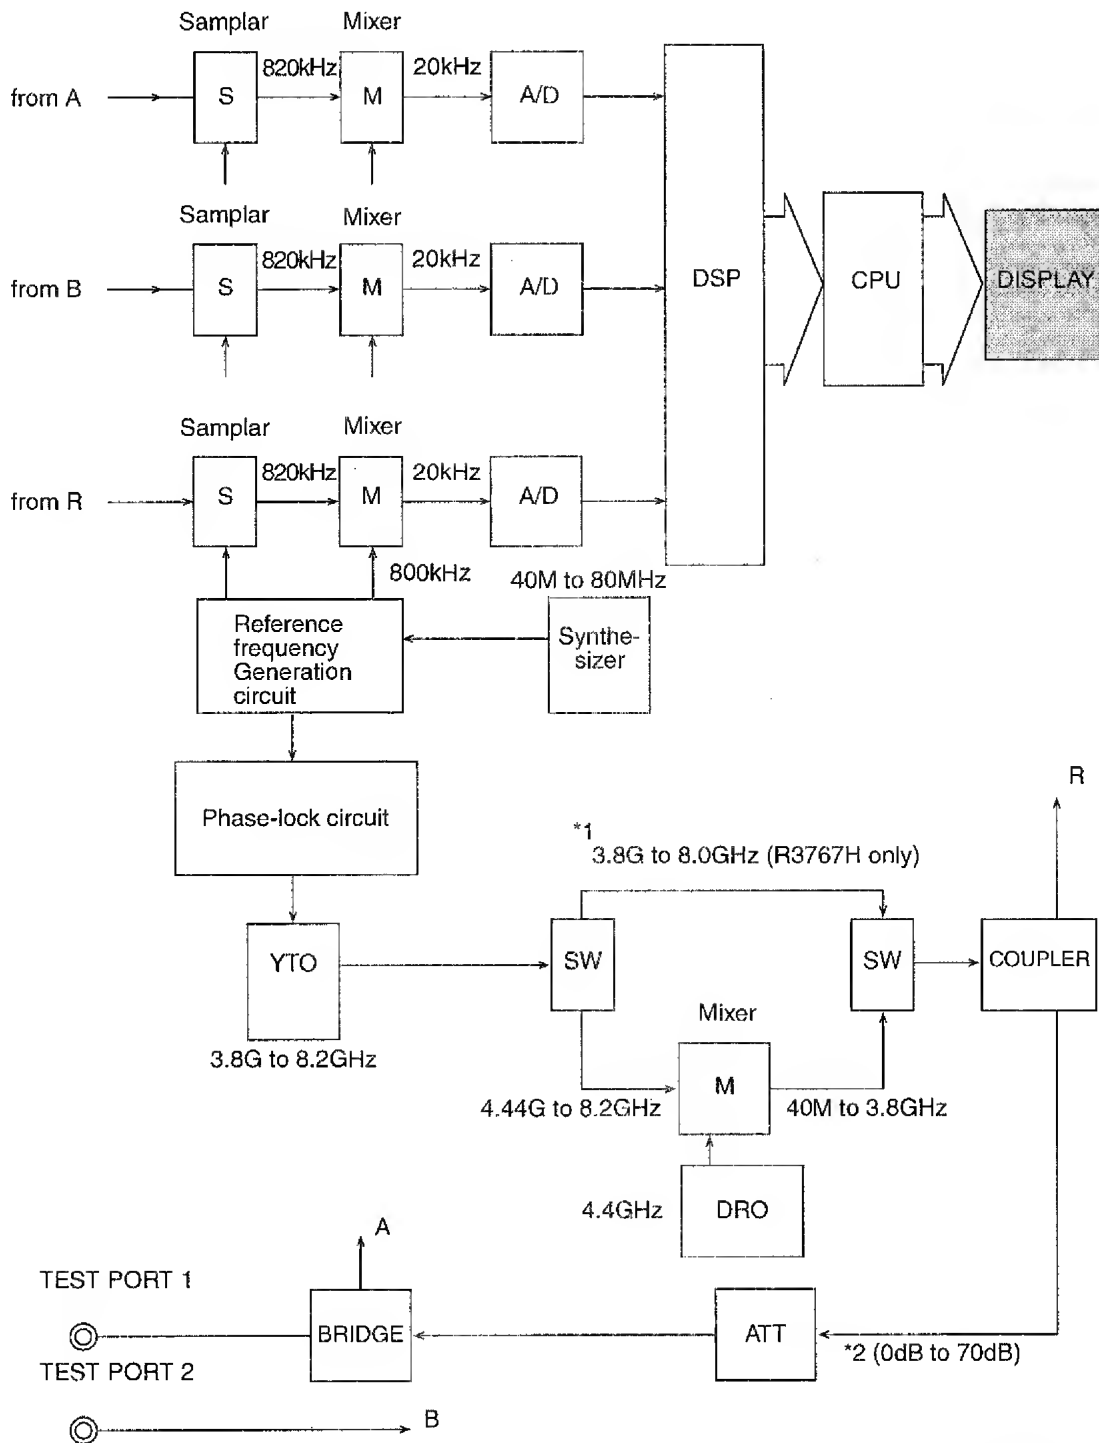 Samplar Mixer
from A S 820kHz M 20kHz A/D
Samplar Mixer
from B S 820kHz M 20kHz A/D DSP CPU DISPLAY
Samplar Mixer
from R S 820kHz M 20kHz A/D
800kHz 40M to 80MHz
Reference
frequency
Generation
circuit
Synthe-
sizer
Phase-lock circuit
R
*1
3.8G to 8.0GHz (R3767H only)
YTO SW SW COUPLER
3.8G to 8.2GHz
Mixer
4.44G to 8.2GHz M 40M to 3.8GHz
4.4GHz DRO
A
TEST PORT 1
BRIDGE ATT *2 (0dB to 70dB)
TEST PORT 2
B